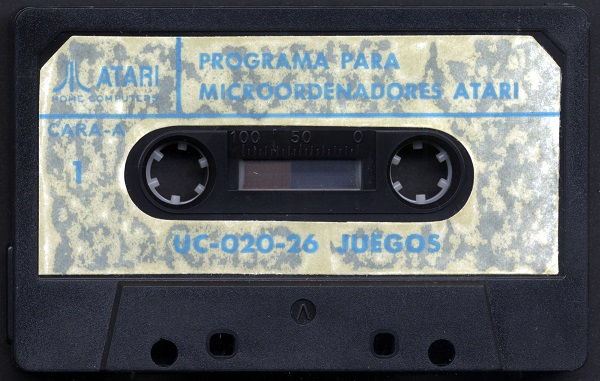 ATARI
HOME COMPUTERS
PROGRAMA PARA
MICROORDENADORES ATARI
CARA-A
1
100 50 0
UC-020-26 JUEGOS